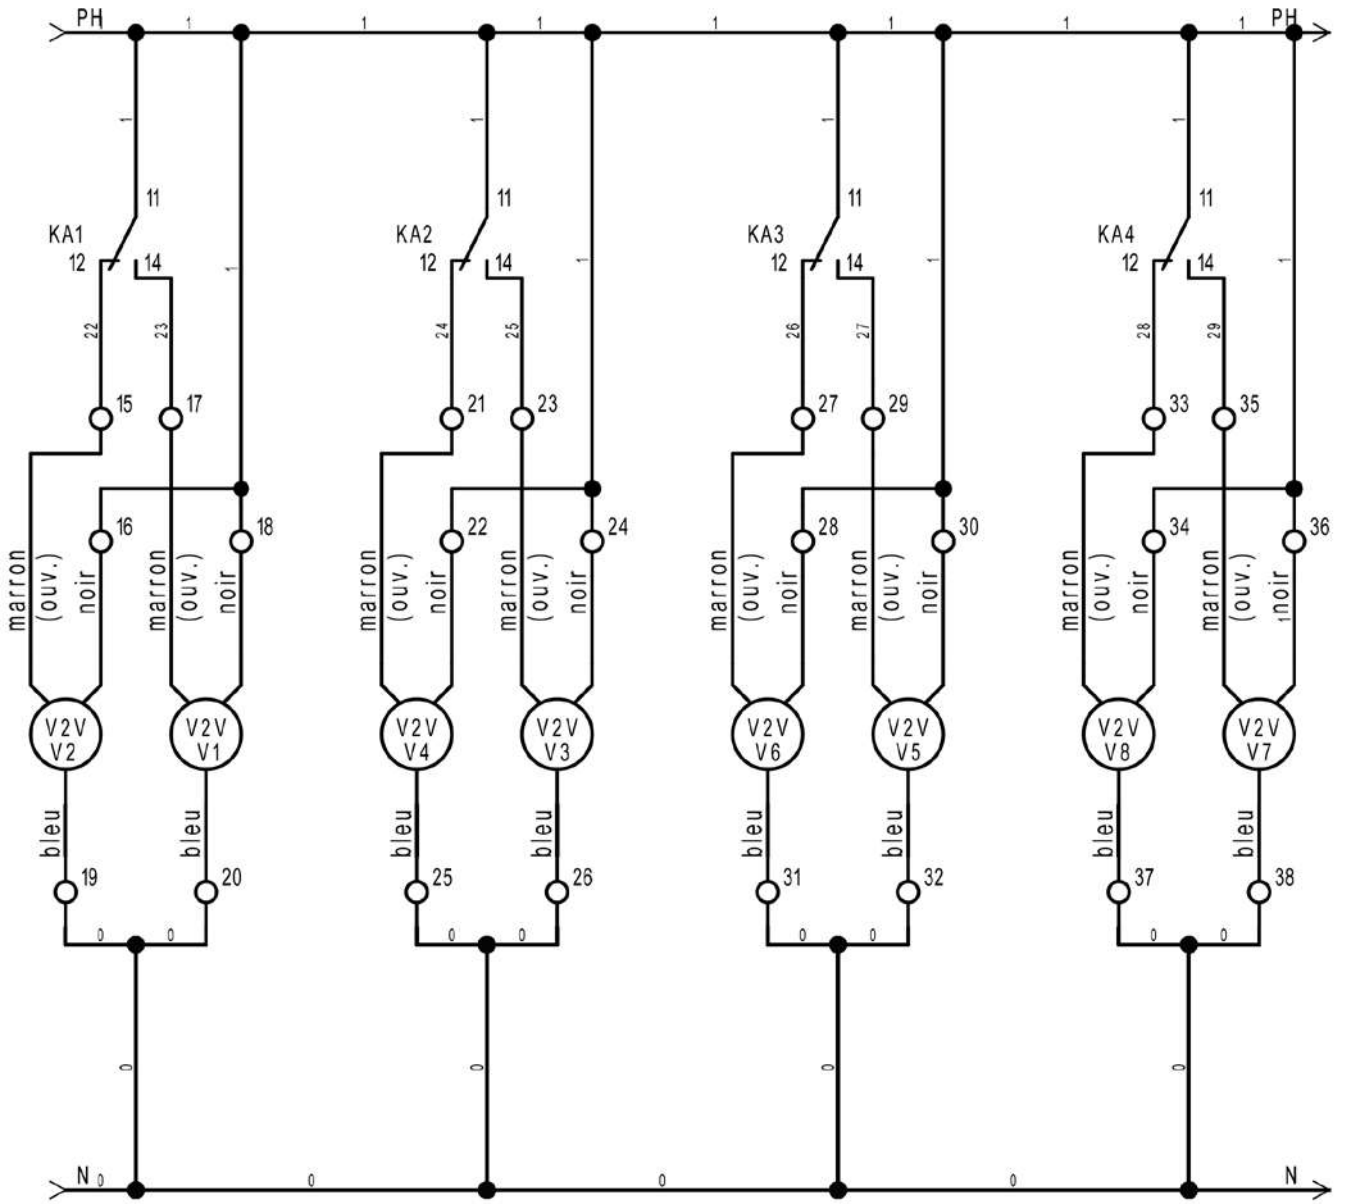 PH 1 1 1 1 1 1 1 1 PH
1 1 1 1
11 11 11 11
KA1 KA2 KA3 KA4
12 14 1 12 14 1 12 14 1 12 14 1
22 23 24 25 26 27 28 29
15 17 21 23 27 29 33 35
16 18 22 24 28 30 34 36
marron (ouv.) noir marron (ouv.) noir marron (ouv.) noir marron (ouv.) noir marron (ouv.) noir marron (ouv.) noir marron (ouv.) noir marron (ouv.) 1 noir
V2V V2V V2V V2V V2V V2V V2V V2V
V2 V1 V4 V3 V6 V5 V8 V7
bleu bleu bleu bleu bleu bleu bleu bleu
19 20 25 26 31 32 37 38
0 0 0 0 0 0 0 0
0 0 0 0
N 0 0 0 0 N